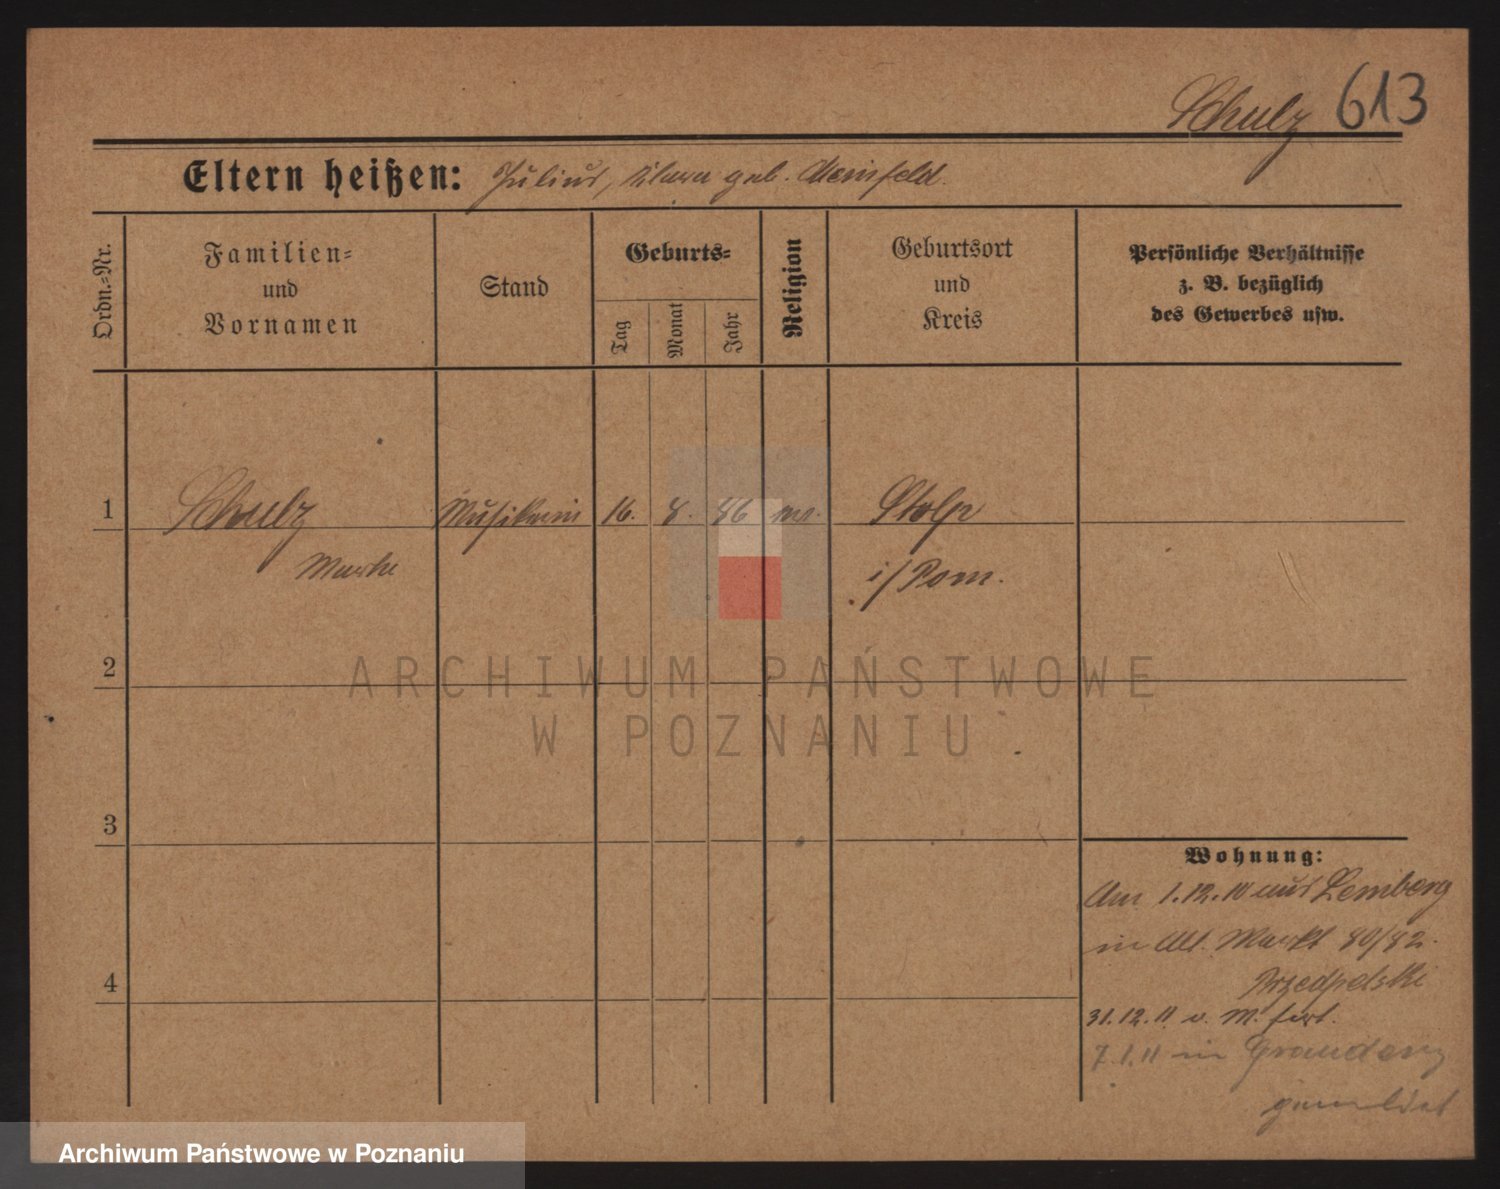 Schulz 613
Eltern heißen: Julius, Clara geb. Meinfeld.
Ordn.=Nr.
Familien=
und
Vornamen
Stand
Geburts=
Tag
Monat
Jahr
Religion
Geburtsort
und
Kreis
Persönliche Verhältnisse
z. B. bezüglich
des Gewerbes usw.
1 Schulz Musikerin 16. 8. 86 Stolp
i/Pom.
2
3
4
Wohnung:
Am 1.12.10 aus Lemberg
in Alt. Markt 80/82.
Przedpelski
31.12.11 o. M. fort.
7.1.11 in Graudenz
gemeldet
ARCHIWUM PAŃSTWOWE
W POZNANIU
Archiwum Państwowe w Poznaniu